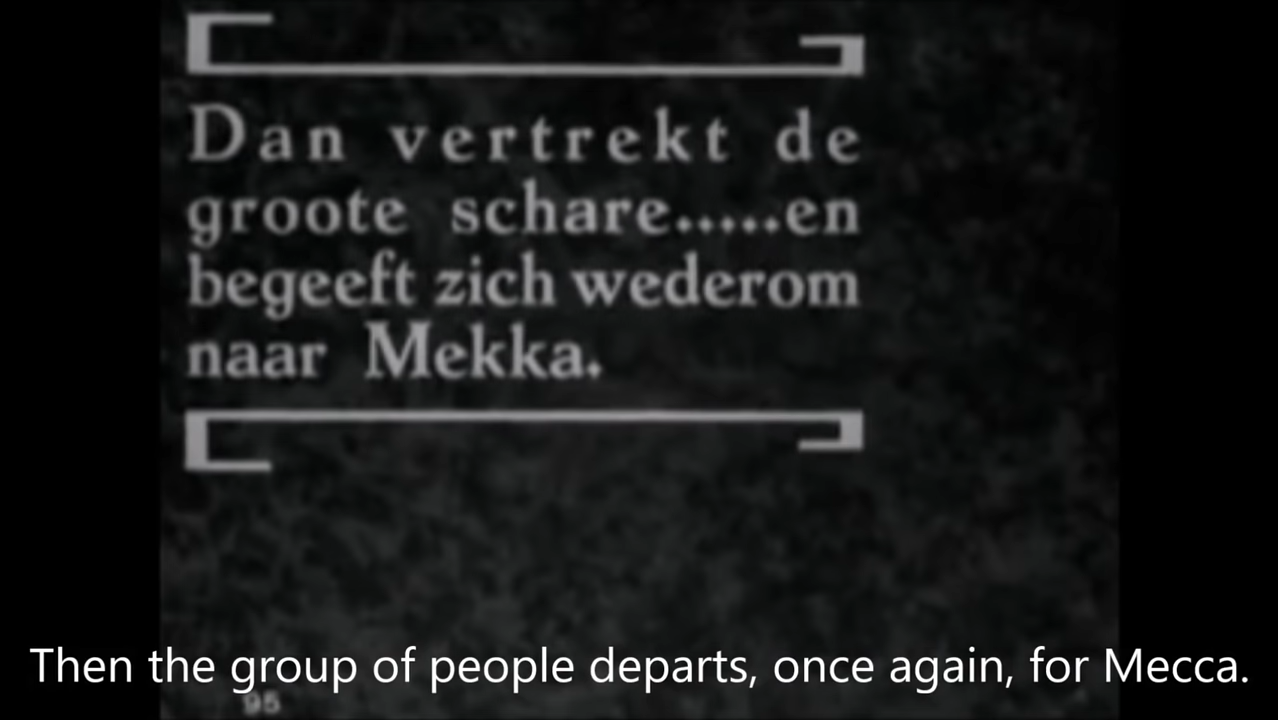 Dan vertrekt de
groote schare.....en
begeeft zich wederom
naar Mekka.
Then the group of people departs, once again, for Mecca.
95